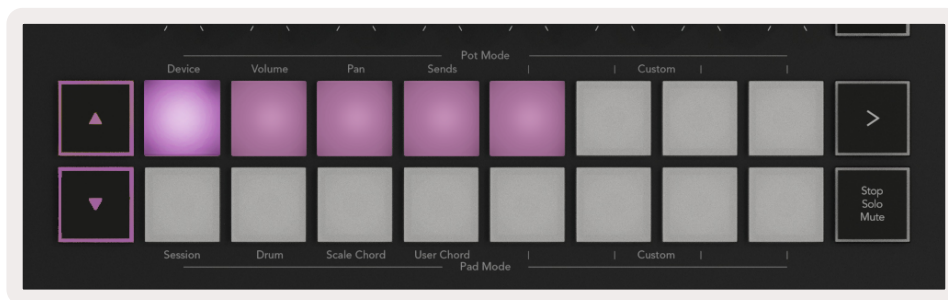 Pot Mode
Device Volume Pan Sends Custom
▲ >
▼ Stop
Solo
Mute
Session Drum Scale Chord User Chord Custom
Pad Mode